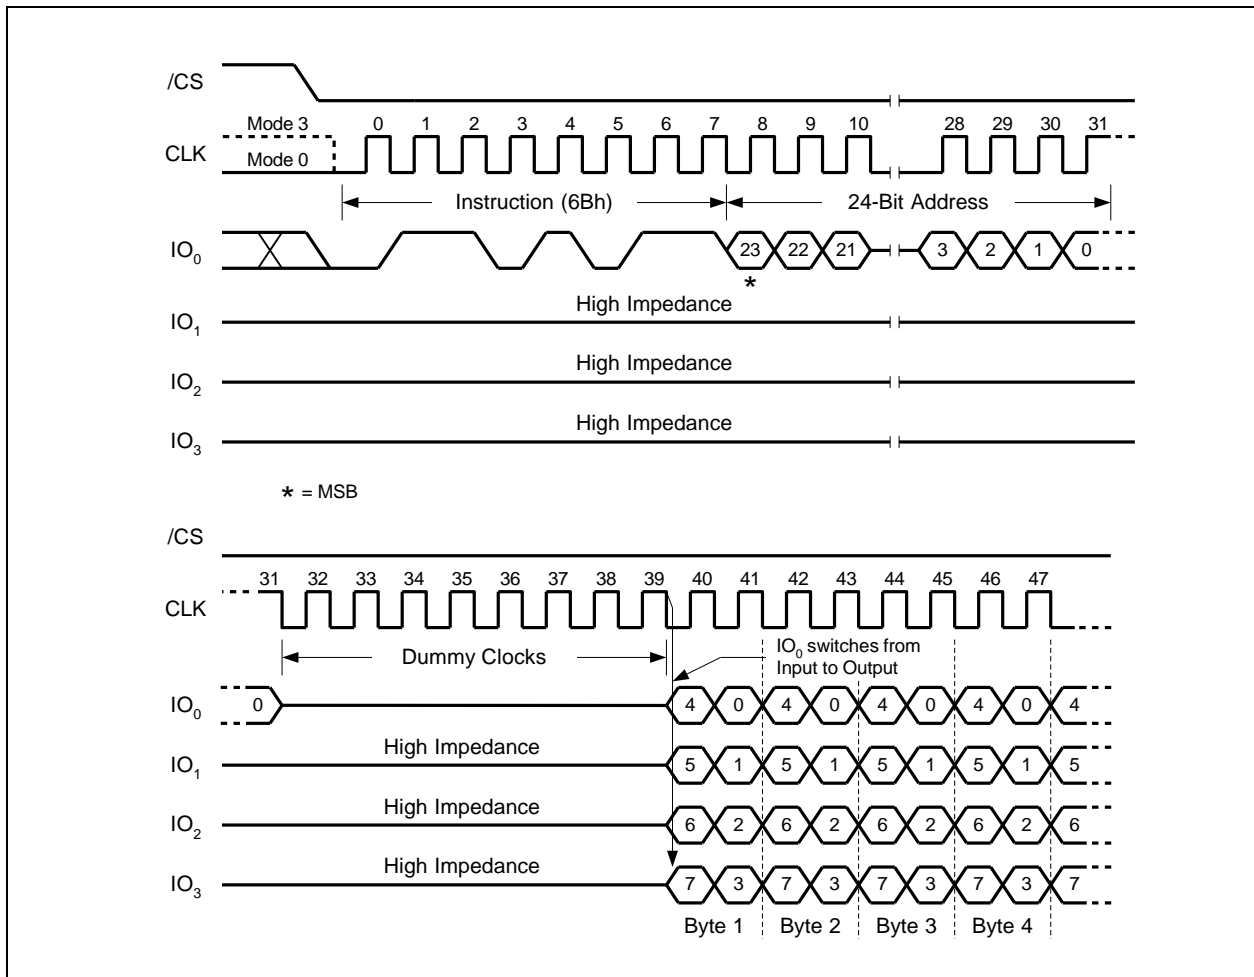 /CS
Mode 3 0 1 2 3 4 5 6 7 8 9 10 28 29 30 31
CLK
Mode 0
Instruction (6Bh) 24-Bit Address
IO0 23 22 21 3 2 1 0
*
High Impedance
IO1
High Impedance
IO2
High Impedance
IO3
* = MSB
/CS
31 32 33 34 35 36 37 38 39 40 41 42 43 44 45 46 47
CLK
Dummy Clocks
IO0 switches from
Input to Output
IO0 0 4 0 4 0 4 0 4 0 4
High Impedance
IO1 5 1 5 1 5 1 5 1 5
High Impedance
IO2 6 2 6 2 6 2 6 2 6
High Impedance
IO3 7 3 7 3 7 3 7 3 7
Byte 1 Byte 2 Byte 3 Byte 4